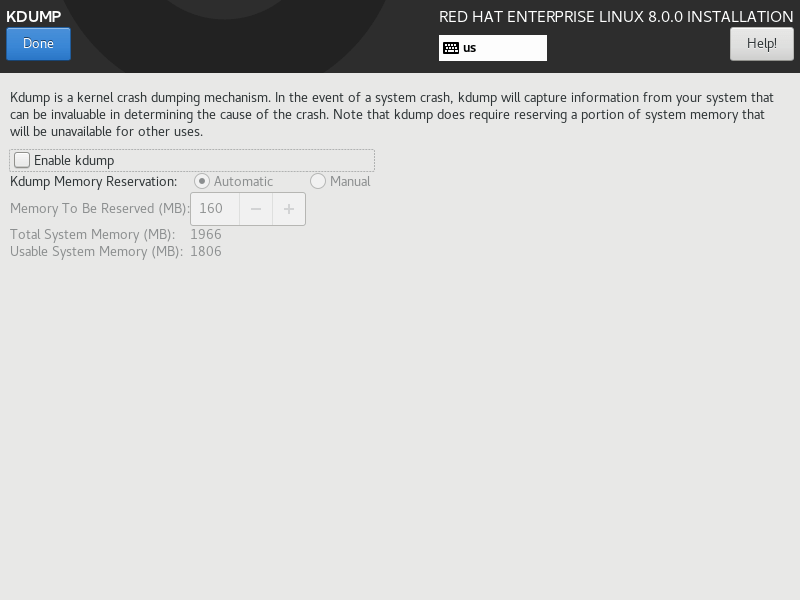 KDUMP
RED HAT ENTERPRISE LINUX 8.0.0 INSTALLATION
Done
us
Help!
Kdump is a kernel crash dumping mechanism. In the event of a system crash, kdump will capture information from your system that
can be invaluable in determining the cause of the crash. Note that kdump does require reserving a portion of system memory that
will be unavailable for other uses.
Enable kdump
Kdump Memory Reservation: Automatic Manual
Memory To Be Reserved (MB): 160 − +
Total System Memory (MB): 1966
Usable System Memory (MB): 1806